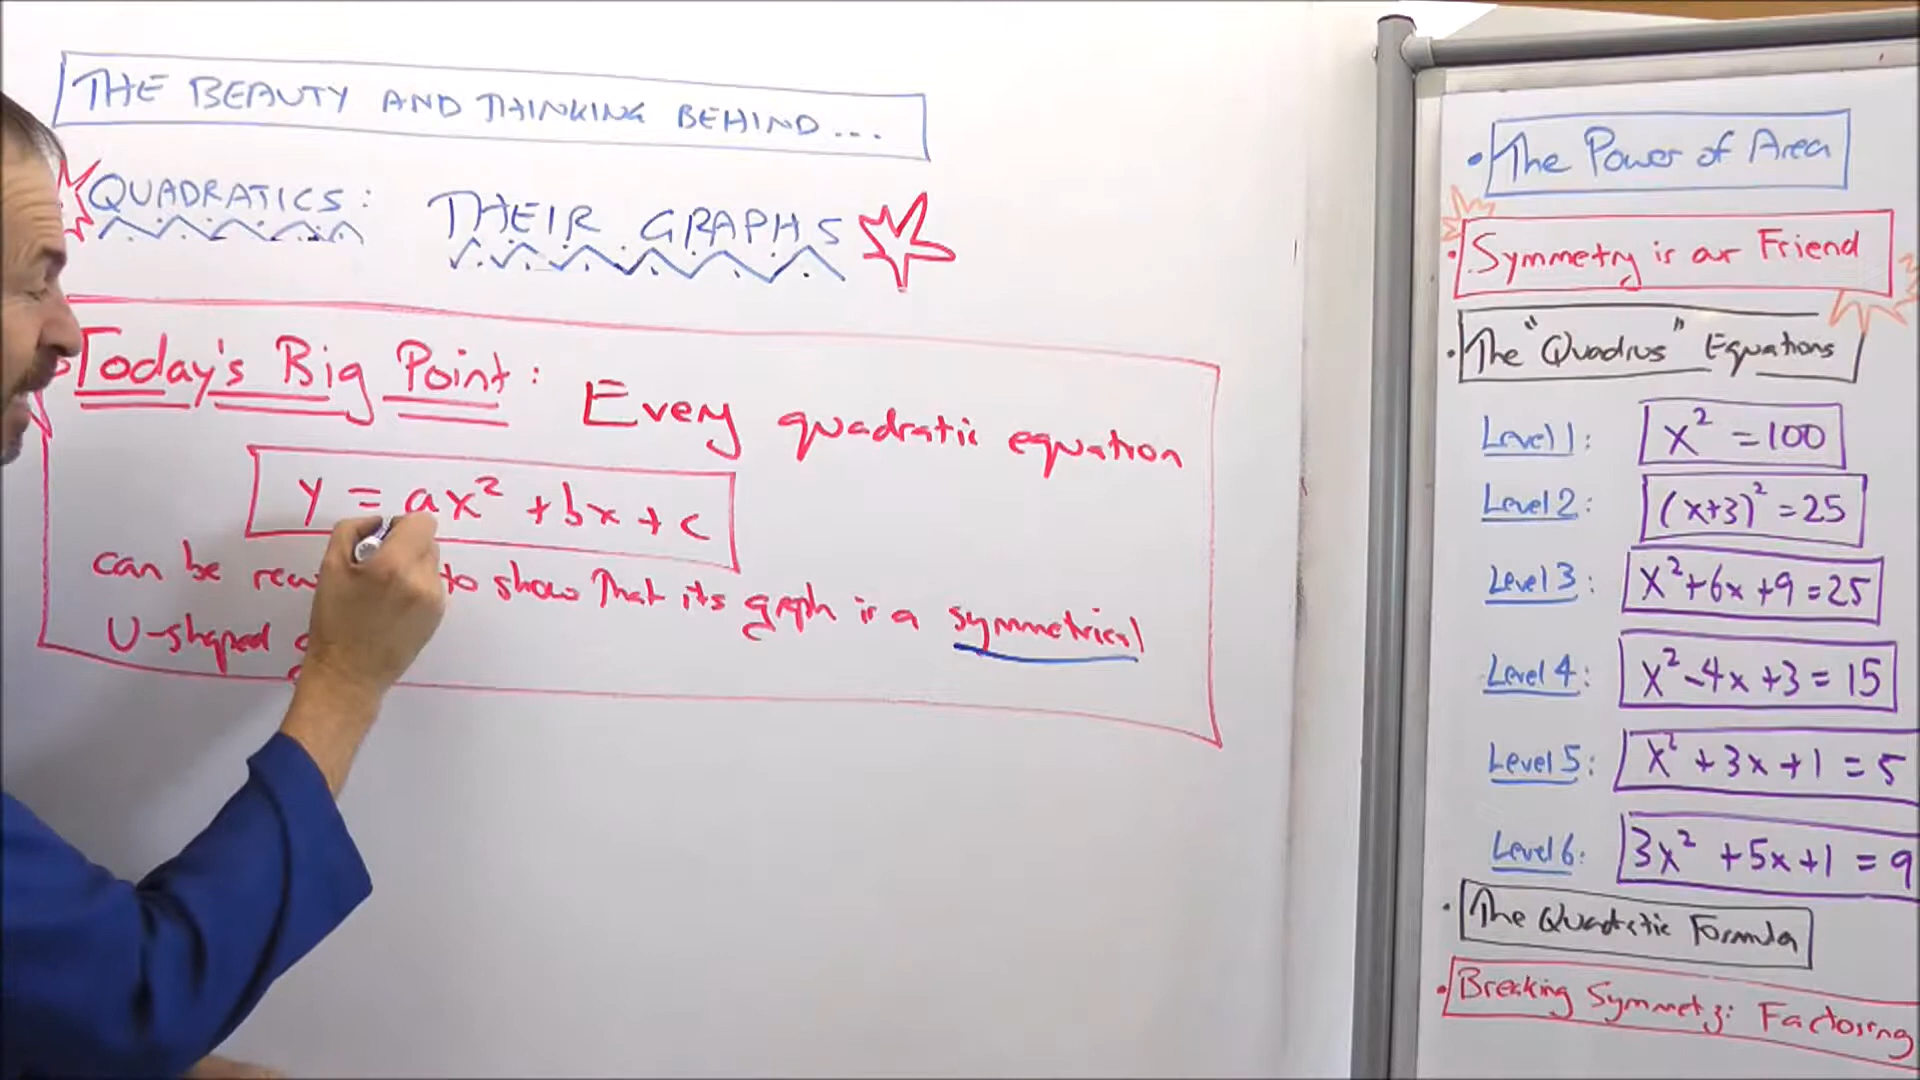 THE BEAUTY AND THINKING BEHIND...
QUADRATICS: THEIR GRAPHS
Today's Big Point: Every quadratic equation
y = ax² + bx + c
can be to show that its graph is a symmetrical
U-shaped
• The Power of Area
• Symmetry is our Friend
• The "Quadrus" Equations
Level 1: x² = 100
Level 2: (x+3)² = 25
Level 3: x² + 6x + 9 = 25
Level 4: x² - 4x + 3 = 15
Level 5: x² + 3x + 1 = 5
Level 6: 3x² + 5x + 1 = 9
• The Quadratic Formula
• Breaking Symmetry: Factoring